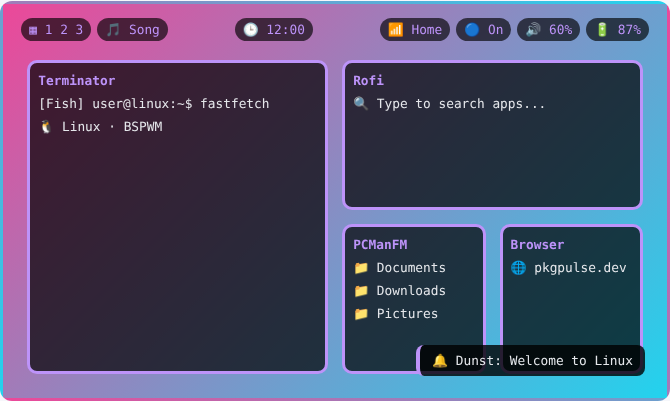 ▦ 1 2 3 🎵 Song 🕒 12:00 📶 Home 🔵 On 🔊 60% 🔋 87%
Terminator
[Fish] user@linux:~$ fastfetch
🐧 Linux · BSPWM
Rofi
🔍 Type to search apps...
PCManFM
📁 Documents
📁 Downloads
📁 Pictures
Browser
🌐 pkgpulse.dev
🔔 Dunst: Welcome to Linux